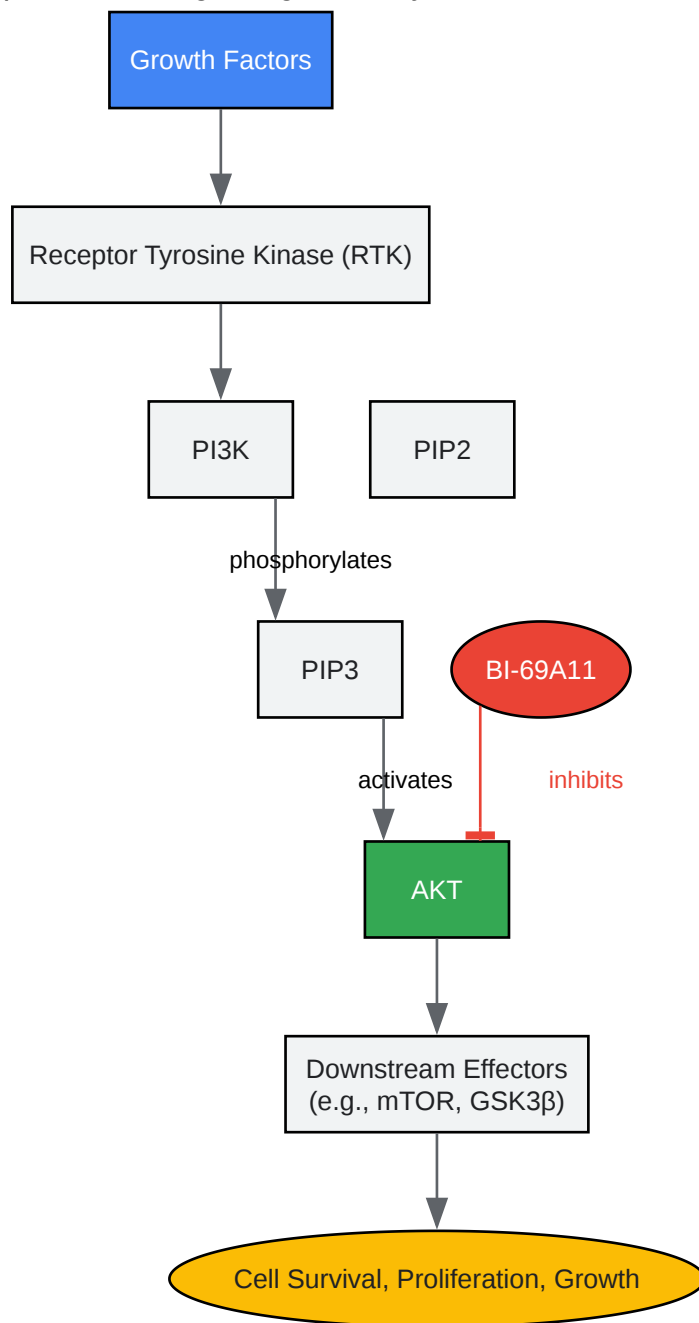 Growth Factors
Receptor Tyrosine Kinase (RTK)
PI3K
PIP2
phosphorylates
PIP3
BI-69A11
activates
inhibits
AKT
Downstream Effectors
(e.g., mTOR, GSK3β)
Cell Survival, Proliferation, Growth